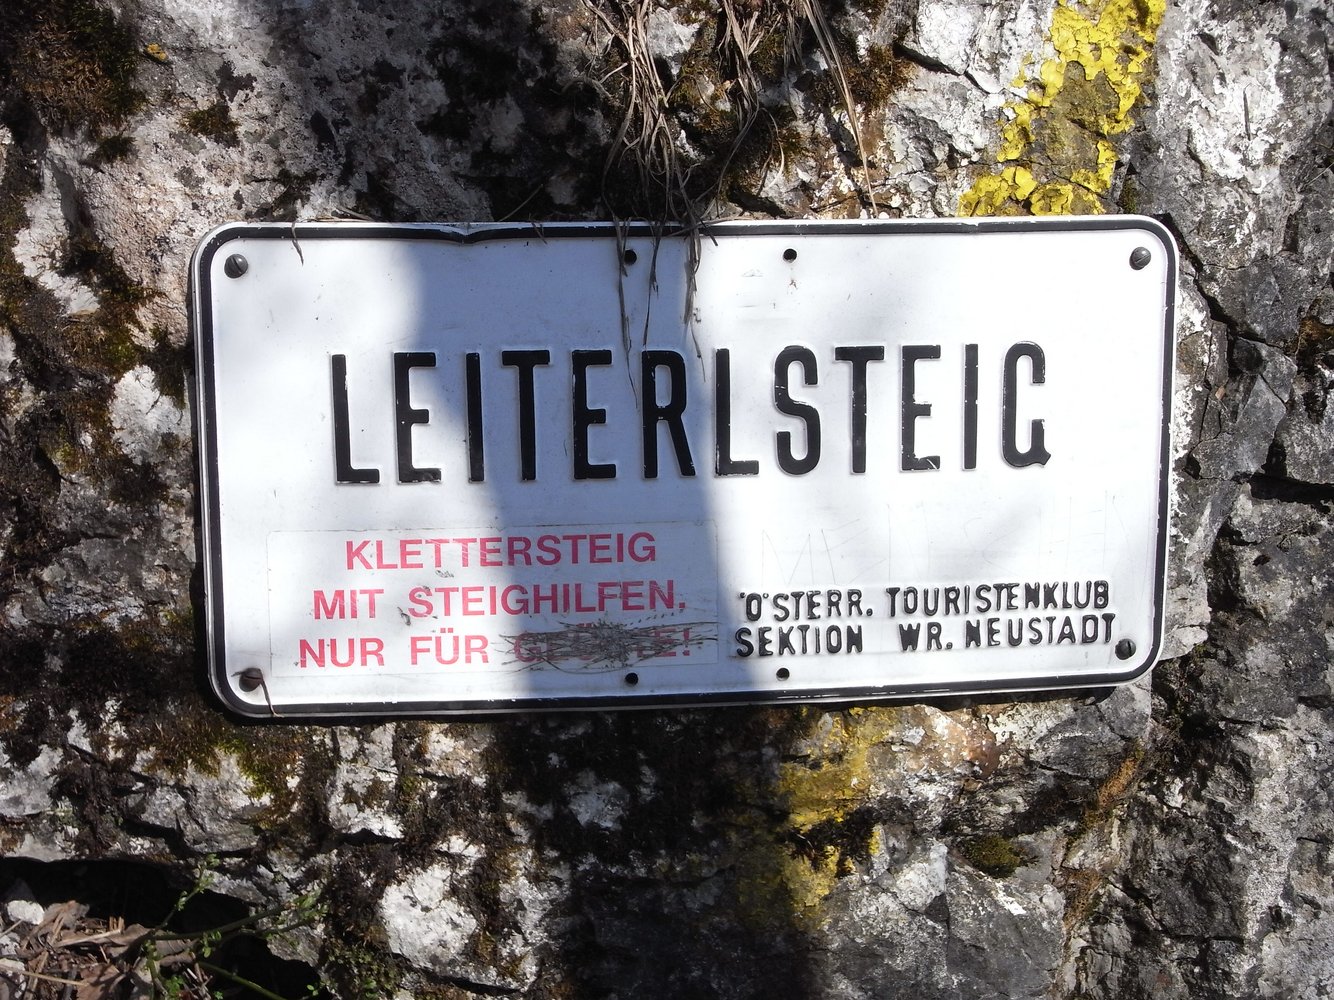 LEITERLSTEIG
KLETTERSTEIG
MIT STEIGHILFEN,
NUR FÜR
ÖSTERR. TOURISTENKLUB
SEKTION WR. NEUSTADT